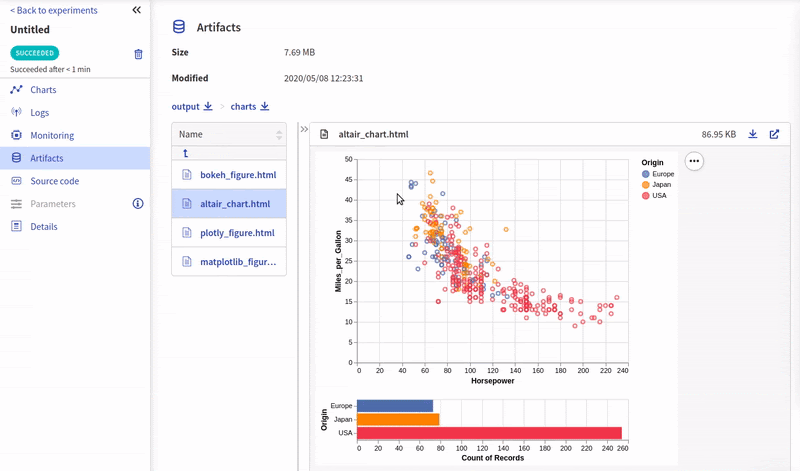 < Back to experiments
Untitled
SUCCEEDED
Succeeded after < 1 min
Charts
Logs
Monitoring
Artifacts
Source code
Parameters
Details
Artifacts
Size 7.69 MB
Modified 2020/05/08 12:23:31
output > charts
Name
bokeh_figure.html
altair_chart.html
plotly_figure.html
matplotlib_figur...
altair_chart.html 86.95 KB
Miles_per_Gallon
50
45
40
35
30
25
20
15
10
5
0
0 20 40 60 80 100 120 140 160 180 200 220 240
Horsepower
Origin
Europe
Japan
USA
Origin
Europe
Japan
USA
0 20 40 60 80 100 120 140 160 180 200 220 240 260
Count of Records